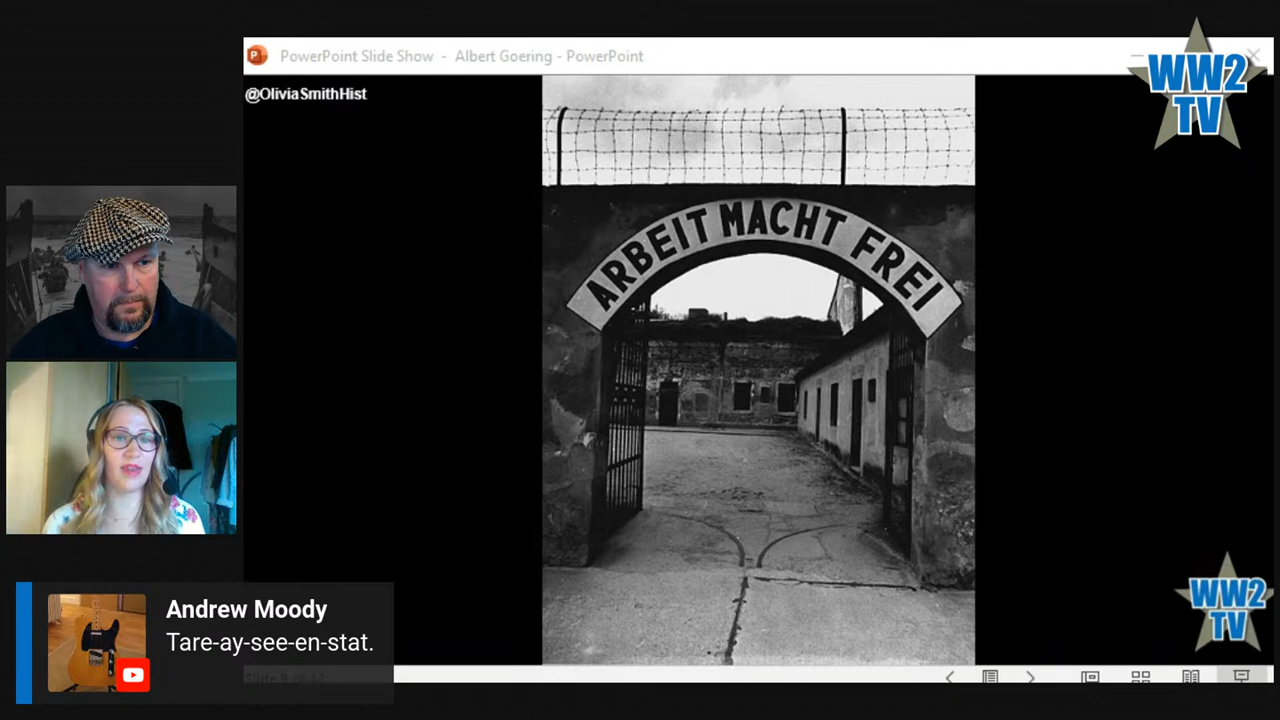 PowerPoint Slide Show - Albert Goering - PowerPoint
WW2
TV
@OliviaSmithHist
ARBEIT MACHT FREI
Andrew Moody
Tare-ay-see-en-stat.
WW2
TV